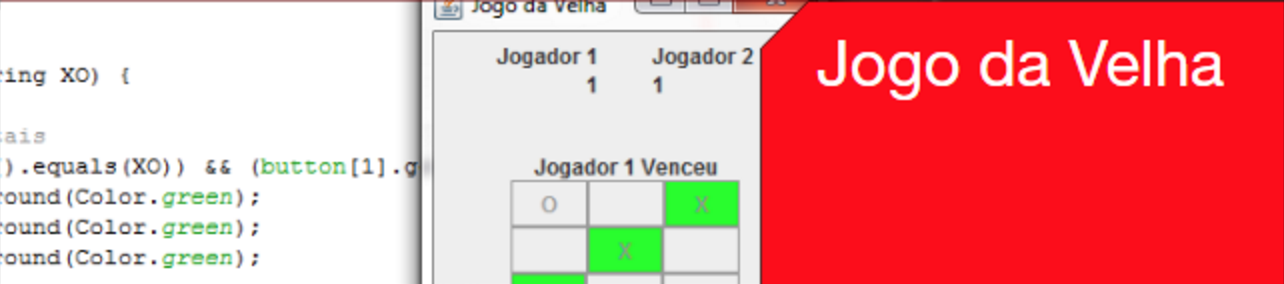 ring XO) {
ais
).equals(XO)) && (button[1].g
round(Color.green);
round(Color.green);
round(Color.green);
Jogo da Velha
Jogador 1 Jogador 2
1 1
Jogador 1 Venceu
O X
X
Jogo da Velha